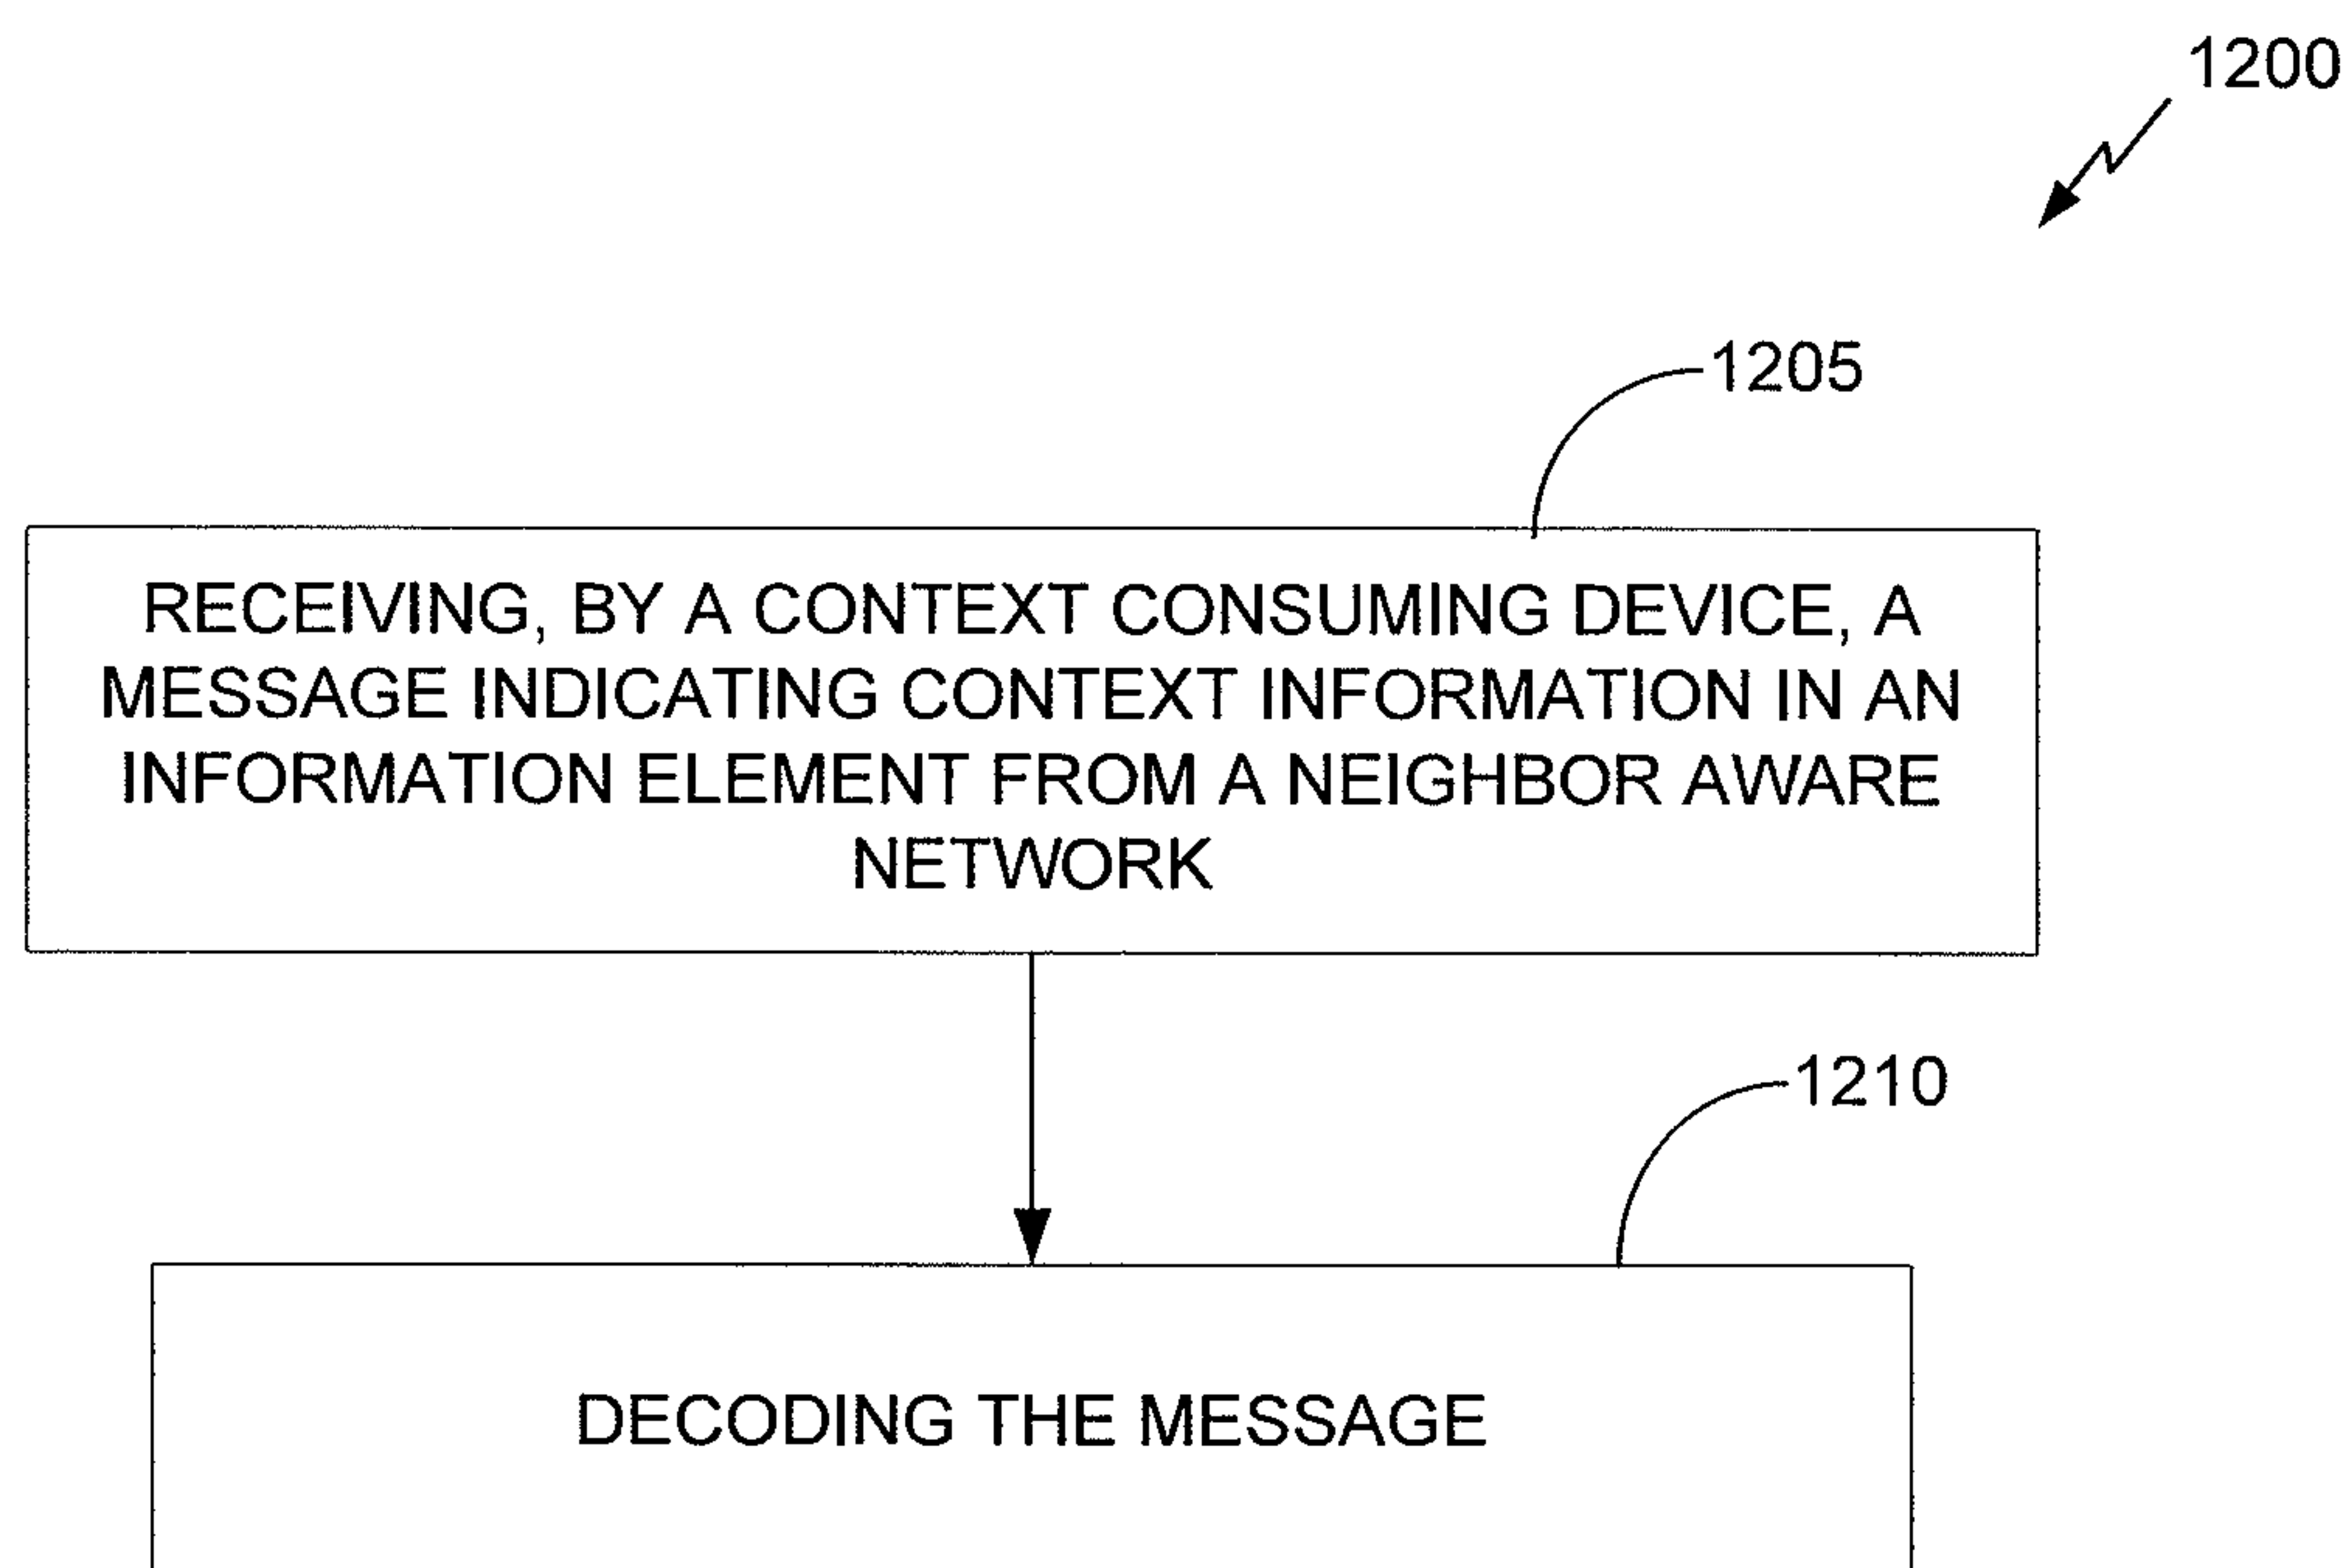 1200
1205
RECEIVING, BY A CONTEXT CONSUMING DEVICE, A
MESSAGE INDICATING CONTEXT INFORMATION IN AN
INFORMATION ELEMENT FROM A NEIGHBOR AWARE
NETWORK
1210
DECODING THE MESSAGE